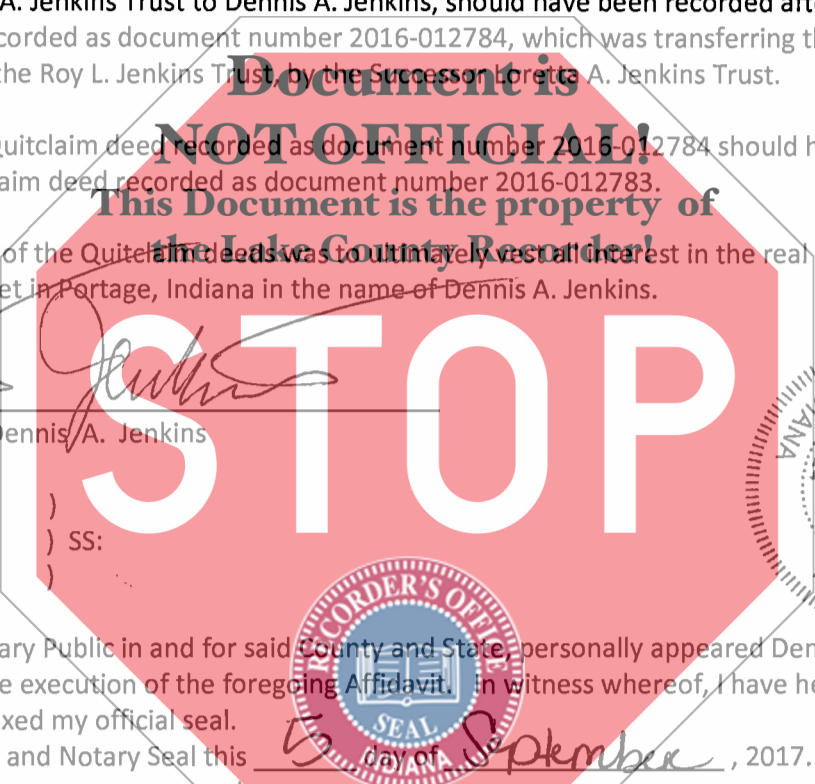 A. Jenkins Trust to Dennis A. Jenkins, should have been recorded afte
corded as document number 2016-012784, which was transferring th
the Roy L. Jenkins Trust, by the Successor Loretta A. Jenkins Trust.
Document is
Quitclaim deed recorded as document number 2016-012784 should h
NOT OFFICIAL!
aim deed recorded as document number 2016-012783.
This Document is the property of
the Lake County Recorder!
of the Quitclaim deeds was to ultimately vest all interest in the real
et in Portage, Indiana in the name of Dennis A. Jenkins.
STOP
Jenkins
Dennis A. Jenkins
)
) SS:
)
IANA
RECORDER'S OFFICE
ary Public in and for said County and State, personally appeared Den
e execution of the foregoing Affidavit. In witness whereof, I have he
xed my official seal.
SEAL
and Notary Seal this 5 day of September, 2017.